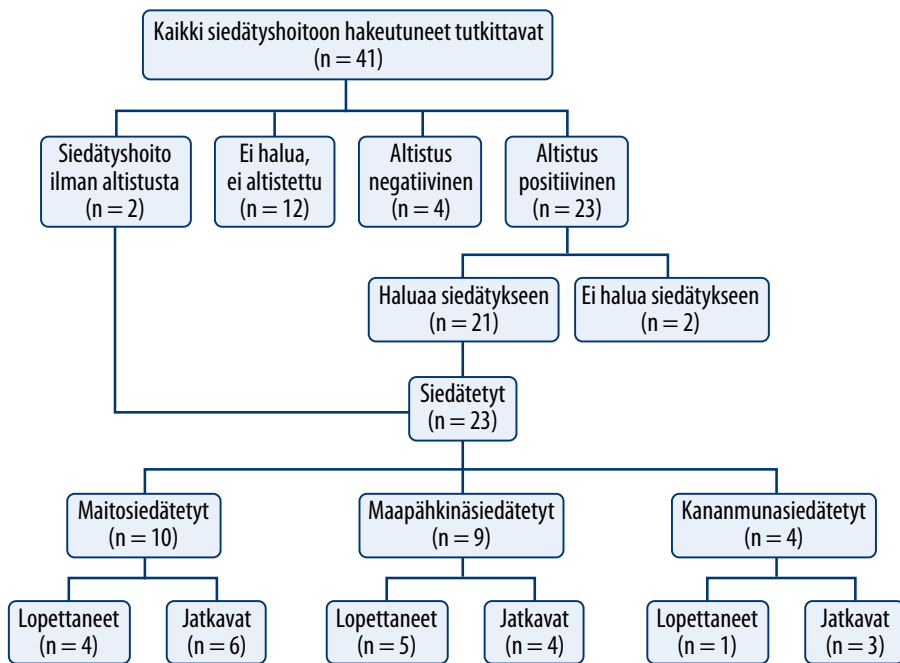 Kaikki siedätyshoitoon hakeutuneet tutkittavat
(n = 41)
Siedätyshoito
ilman altistusta
(n = 2)
Ei halua,
ei altistettu
(n = 12)
Altistus
negatiivinen
(n = 4)
Altistus
positiivinen
(n = 23)
Haluaa siedätykseen
(n = 21)
Ei halua siedätykseen
(n = 2)
Siedätetyt
(n = 23)
Maitosiedätetyt
(n = 10)
Maapähkinäsiedätetyt
(n = 9)
Kananmunasiedätetyt
(n = 4)
Lopettaneet
(n = 4)
Jatkavat
(n = 6)
Lopettaneet
(n = 5)
Jatkavat
(n = 4)
Lopettaneet
(n = 1)
Jatkavat
(n = 3)